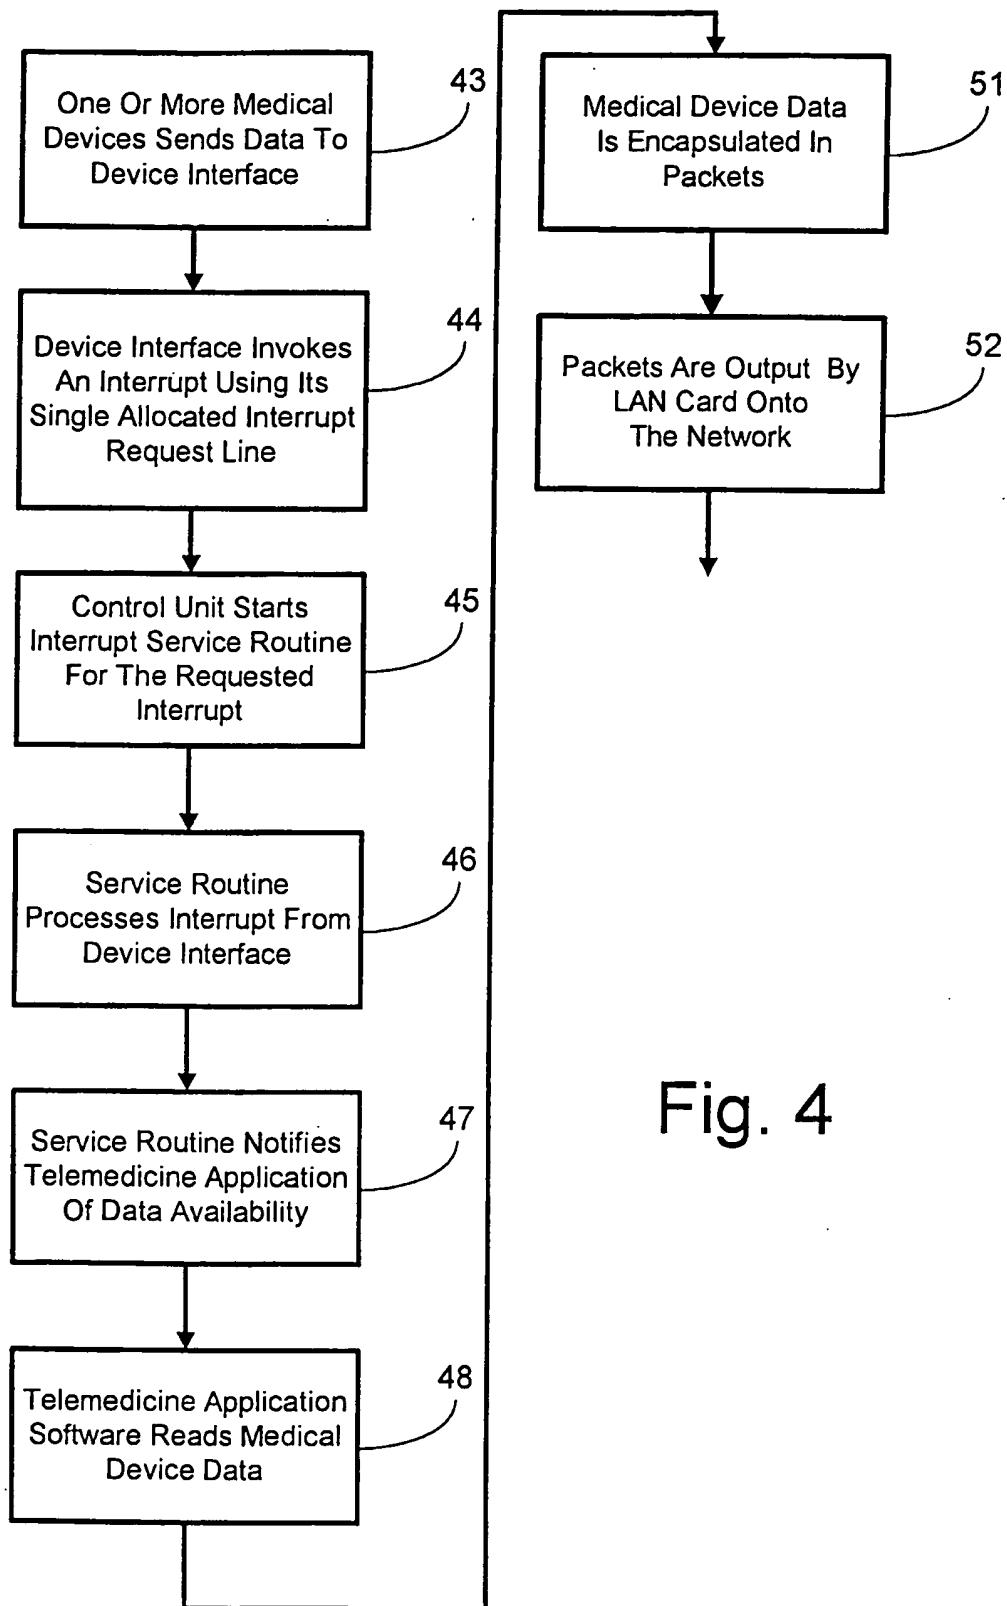 One Or More Medical
Devices Sends Data To
Device Interface
43
Device Interface Invokes
An Interrupt Using Its
Single Allocated Interrupt
Request Line
44
Control Unit Starts
Interrupt Service Routine
For The Requested
Interrupt
45
Service Routine
Processes Interrupt From
Device Interface
46
Service Routine Notifies
Telemedicine Application
Of Data Availability
47
Telemedicine Application
Software Reads Medical
Device Data
48
Medical Device Data
Is Encapsulated In
Packets
51
Packets Are Output By
LAN Card Onto
The Network
52
Fig. 4